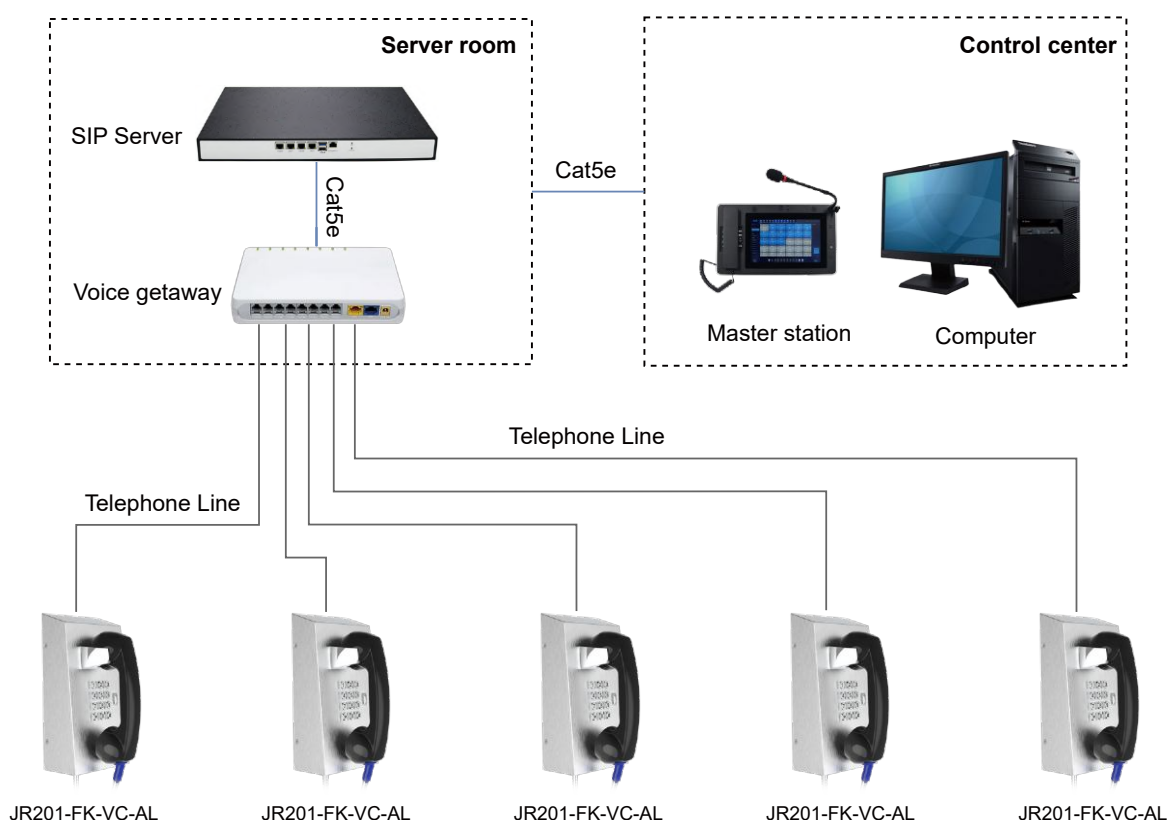 Server room
Control center
SIP Server
Cat5e
Cat5e
Voice getaway
Master station
Computer
Telephone Line
Telephone Line
JR201-FK-VC-AL
JR201-FK-VC-AL
JR201-FK-VC-AL
JR201-FK-VC-AL
JR201-FK-VC-AL